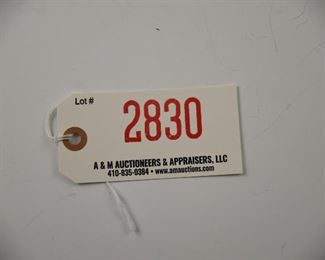 Lot #
2830
A & M AUCTIONEERS & APPRAISERS, LLC
410-835-0384 • www.amauctions.com